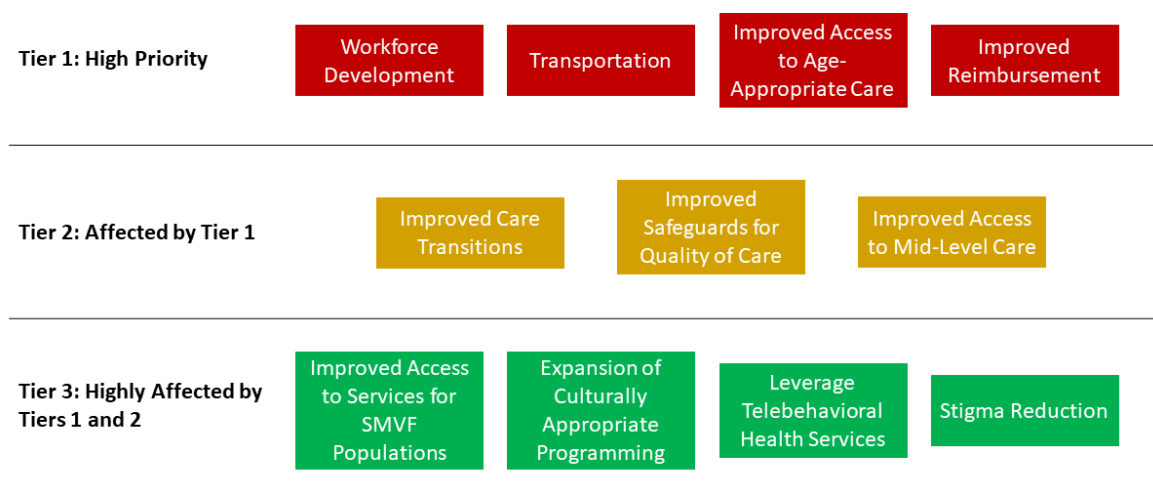 Tier 1: High Priority
Workforce
Development
Transportation
Improved Access
to Age-
Appropriate Care
Improved
Reimbursement
Tier 2: Affected by Tier 1
Improved Care
Transitions
Improved
Safeguards for
Quality of Care
Improved Access
to Mid-Level Care
Tier 3: Highly Affected by
Tiers 1 and 2
Improved Access
to Services for
SMVF
Populations
Expansion of
Culturally
Appropriate
Programming
Leverage
Telebehavioral
Health Services
Stigma Reduction